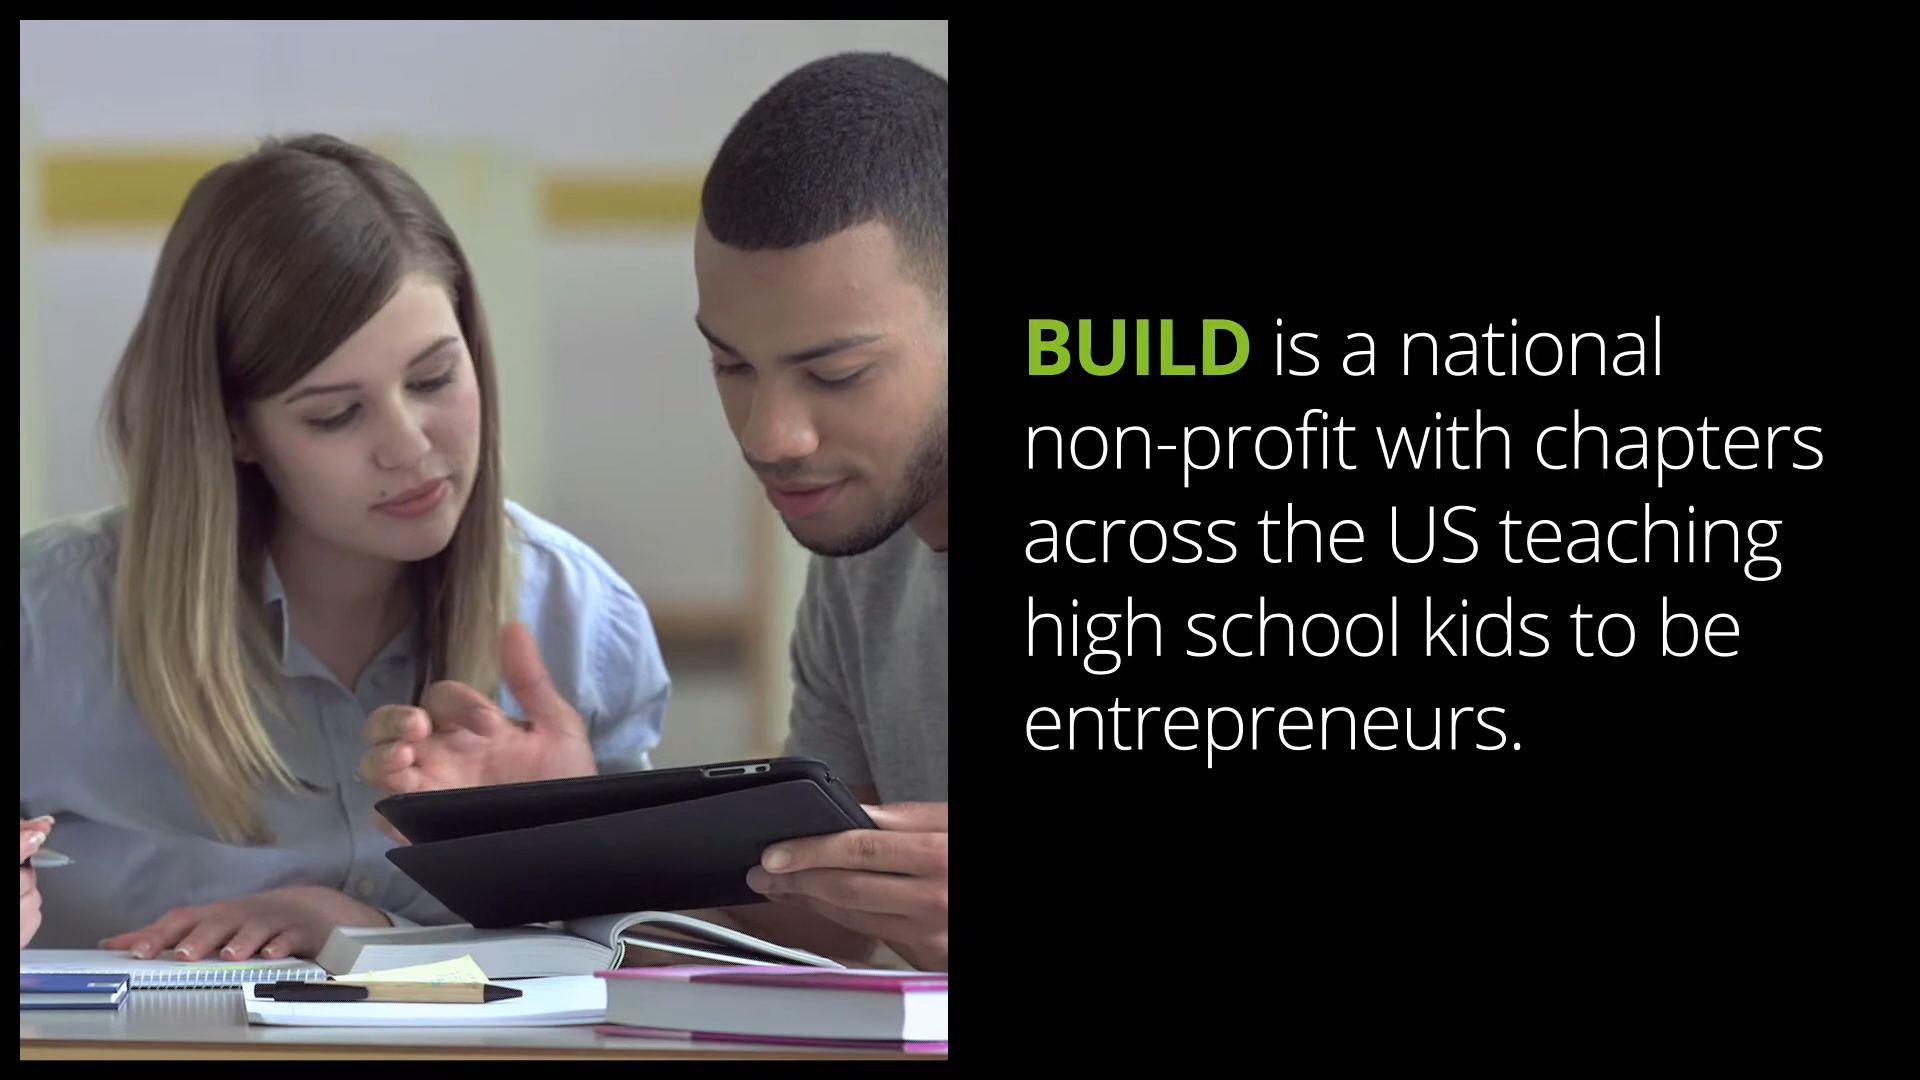 BUILD is a national
non-profit with chapters
across the US teaching
high school kids to be
entrepreneurs.